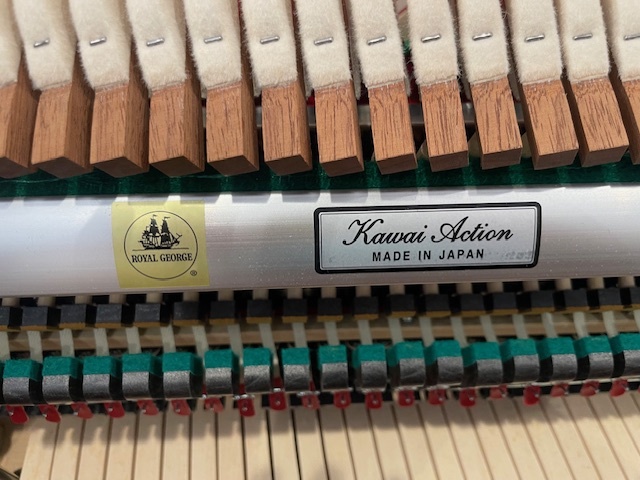 ROYAL GEORGE
®
Kawai Action
MADE IN JAPAN